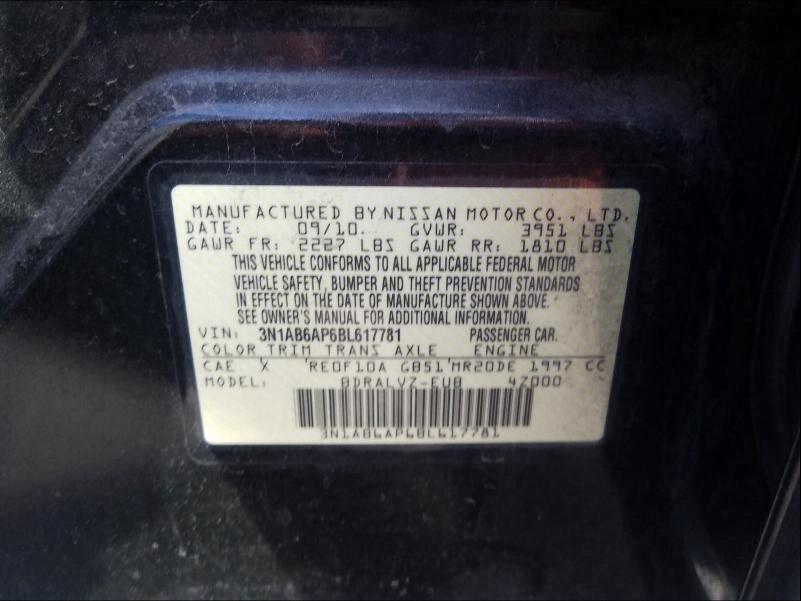 MANUFACTURED BY NISSAN MOTOR CO., LTD.
DATE: 09/10. GVWR: 3951 LBS
GAWR FR: 2227 LBS GAWR RR: 1810 LBS
THIS VEHICLE CONFORMS TO ALL APPLICABLE FEDERAL MOTOR
VEHICLE SAFETY, BUMPER AND THEFT PREVENTION STANDARDS
IN EFFECT ON THE DATE OF MANUFACTURE SHOWN ABOVE.
SEE OWNER'S MANUAL FOR ADDITIONAL INFORMATION.
VIN: 3N1AB6AP6BL617781 PASSENGER CAR.
COLOR TRIM TRANS AXLE ENGINE
CAE X 'RE0F10A GB51'MR20DE 1997 CC
MODEL: BDRALVZ-EUB 4Z000
3N1AB6AP6BL617781